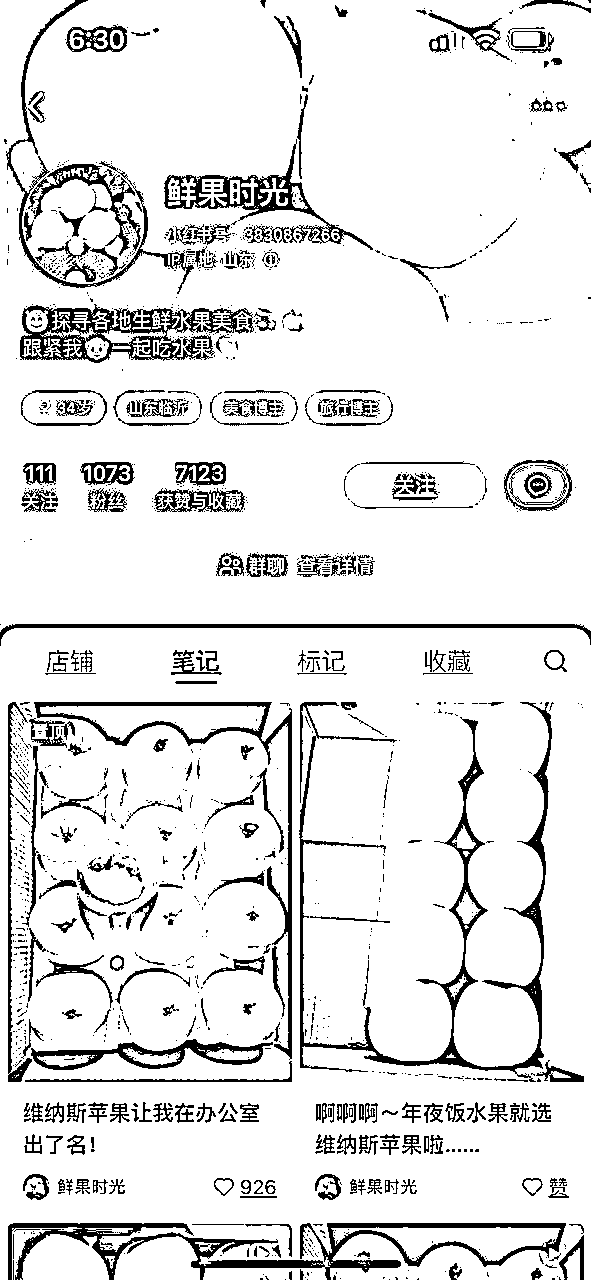 6:30
鲜果时光
小红书号：3830867266
IP属地：山东
探寻各地生鲜水果美食
跟紧我一起吃水果
34岁 山东临沂 美食博主 旅行博主
111 1073 7123
关注 粉丝 获赞与收藏 关注
群聊 查看详情
店铺 笔记 标记 收藏
置顶
维纳斯苹果让我在办公室
出了名！
鲜果时光 926
啊啊啊～年夜饭水果就选
维纳斯苹果啦......
鲜果时光 赞